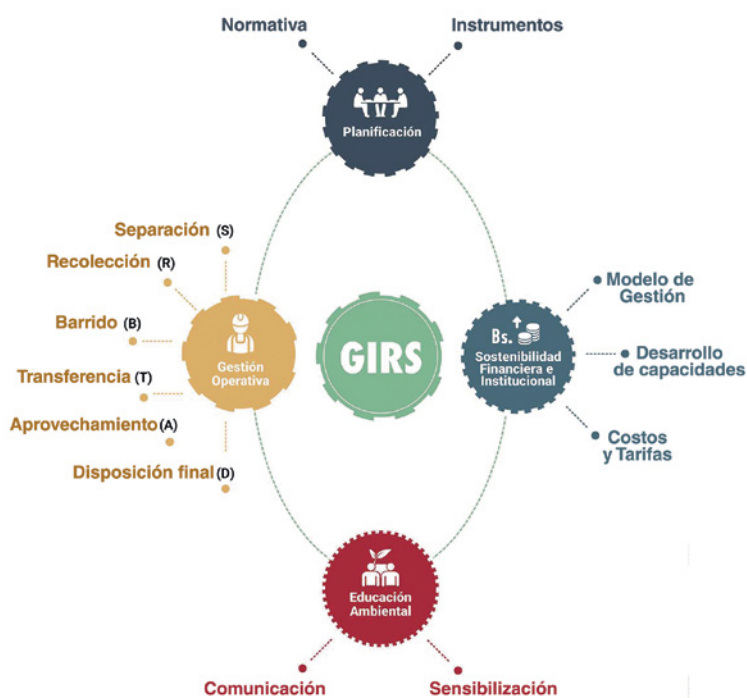 Normativa
Instrumentos
Planificación
Separación (S)
Recolección (R)
Barrido (B)
Transferencia (T)
Aprovechamiento (A)
Disposición final (D)
Gestión
Operativa
GIRS
Bs.
Sostenibilidad
Financiera e
Institucional
Modelo de
Gestión
Desarrollo
de capacidades
Costos
y Tarifas
Educación
Ambiental
Comunicación
Sensibilización